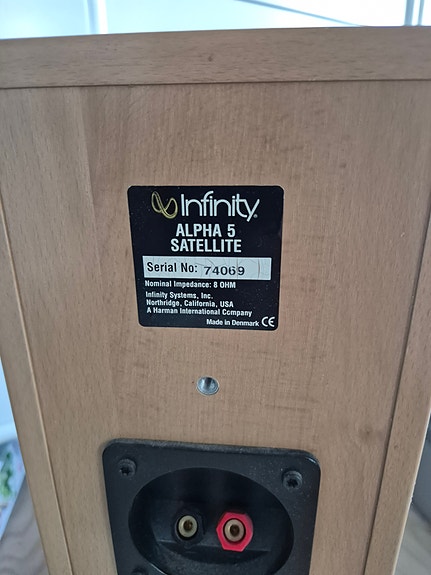 Infinity®
ALPHA 5
SATELLITE
Serial No: 74069
Nominal Impedance: 8 OHM
Infinity Systems, Inc.
Northridge, California, USA
A Harman International Company
Made in Denmark CE